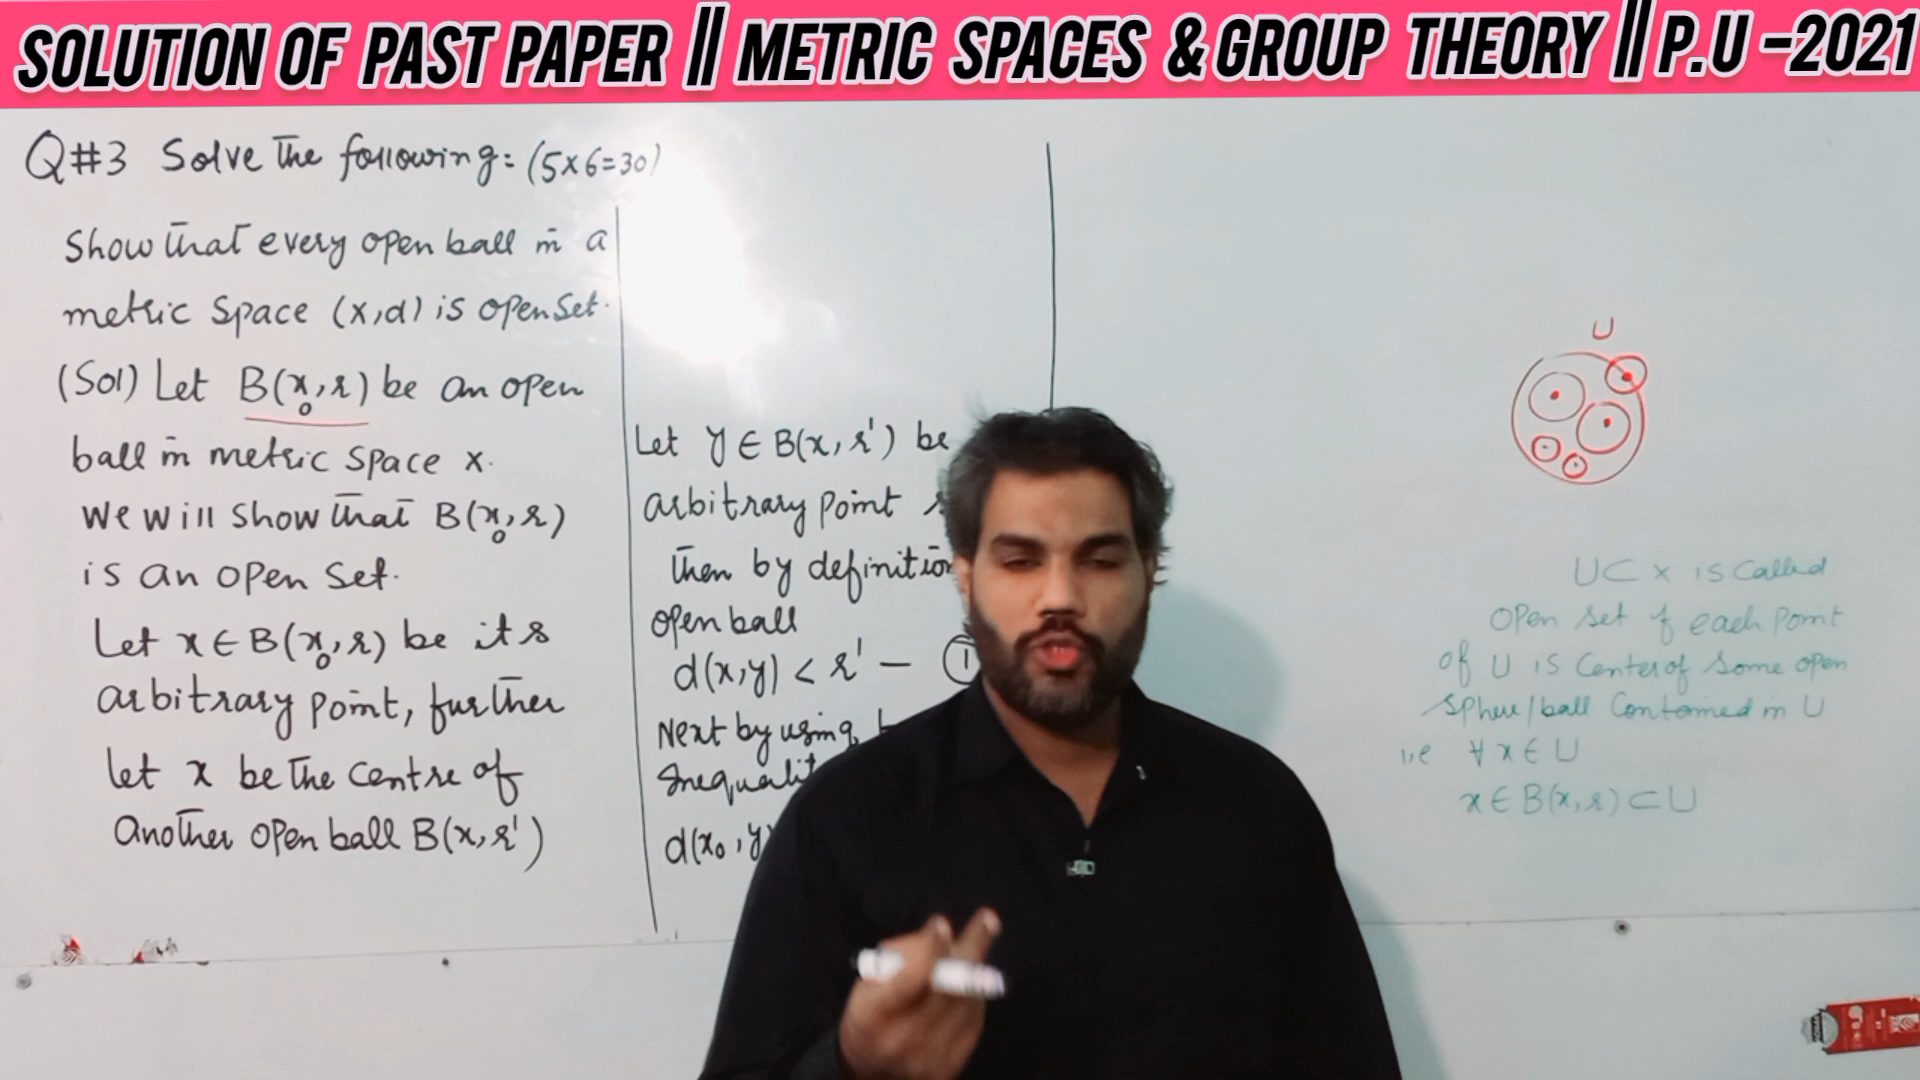 SOLUTION OF PAST PAPER || METRIC SPACES & GROUP THEORY || P.U -2021
Q#3 Solve the following: (5×6=30)
Show that every open ball in a
metric space (x,d) is open set.
(Sol) Let B(x₀,r) be an open
ball in metric space x.
We will show that B(x₀,r)
is an open set.
Let x∈B(x₀,r) be its
arbitrary point, further
let x be the centre of
another open ball B(x,r')
Let y∈B(x,r') be
arbitrary point
then by definition
open ball
d(x,y) < r' — ①
Next by using
Inequalit
d(x₀,y
U
U⊂x is called
open set if each point
of U is center of some open
sphere/ball contained in U
i,e ∀x∈U
x∈B(x,r)⊂U